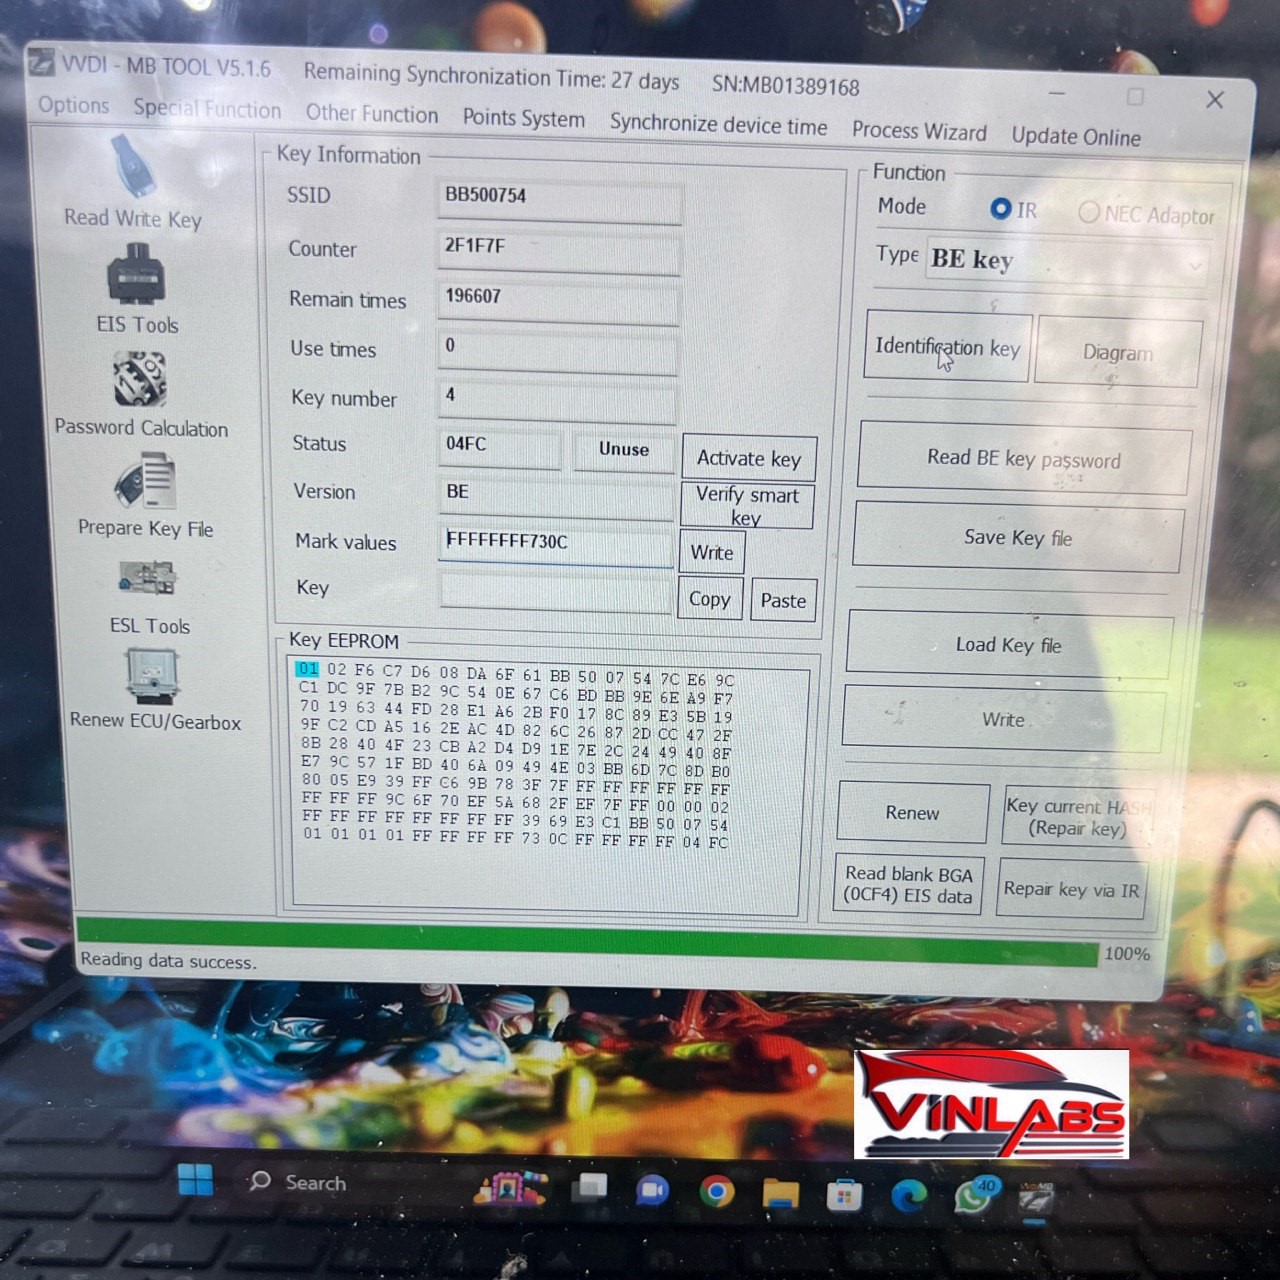 VVDI - MB TOOL V5.1.6 Remaining Synchronization Time: 27 days SN:MB01389168
Options Special Function Other Function Points System Synchronize device time Process Wizard Update Online
Read Write Key
EIS Tools
Password Calculation
Prepare Key File
ESL Tools
Renew ECU/Gearbox
Key Information
SSID BB500754
Counter 2F1F7F
Remain times 196607
Use times 0
Key number 4
Status 04FC Unuse Activate key
Version BE Verify smart key
Mark values FFFFFFFF730C Write
Key Copy Paste
Key EEPROM
01 02 F6 C7 D6 08 DA 6F 61 BB 50 07 54 7C E6 9C
C1 DC 9F 7B B2 9C 54 0E 67 C6 BD BB 9E 6E A9 F7
70 19 63 44 FD 28 E1 A6 2B F0 17 8C 89 E3 5B 19
9F C2 CD A5 16 2E AC 4D 82 6C 26 87 2D CC 47 2F
8B 28 40 4F 23 CB A2 D4 D9 1E 7E 2C 24 49 40 8F
E7 9C 57 1F BD 40 6A 09 49 4E 03 BB 6D 7C 8D B0
80 05 E9 39 FF C6 9B 78 3F 7F FF FF FF FF FF FF
FF FF FF 9C 6F 70 EF 5A 68 2F EF 7F FF 00 00 02
FF FF FF FF FF FF FF FF 39 69 E3 C1 BB 50 07 54
01 01 01 01 FF FF FF FF 73 0C FF FF FF FF 04 FC
Function
Mode IR NEC Adaptor
Type BE key
Identification key Diagram
Read BE key password
Save Key file
Load Key file
Write
Renew
Key current HASH
(Repair key)
Read blank BGA
(0CF4) EIS data
Repair key via IR
100%
Reading data success.
VINLABS
Search
40